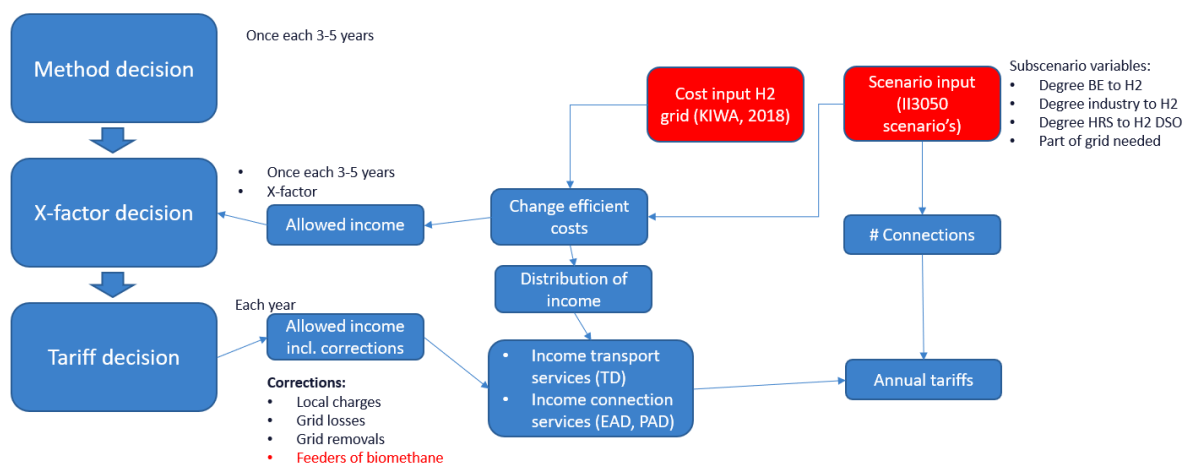 Once each 3-5 years
Method decision
Cost input H2
grid (KIWA, 2018)
Scenario input
(II3050
scenario's)
Subscenario variables:
• Degree BE to H2
• Degree industry to H2
• Degree HRS to H2 DSO
• Part of grid needed
X-factor decision
• Once each 3-5 years
• X-factor
Allowed income
Change efficient
costs
# Connections
Distribution of
income
Tariff decision
Each year
Allowed income
incl. corrections
• Income transport
services (TD)
• Income connection
services (EAD, PAD)
Annual tariffs
Corrections:
• Local charges
• Grid losses
• Grid removals
• Feeders of biomethane